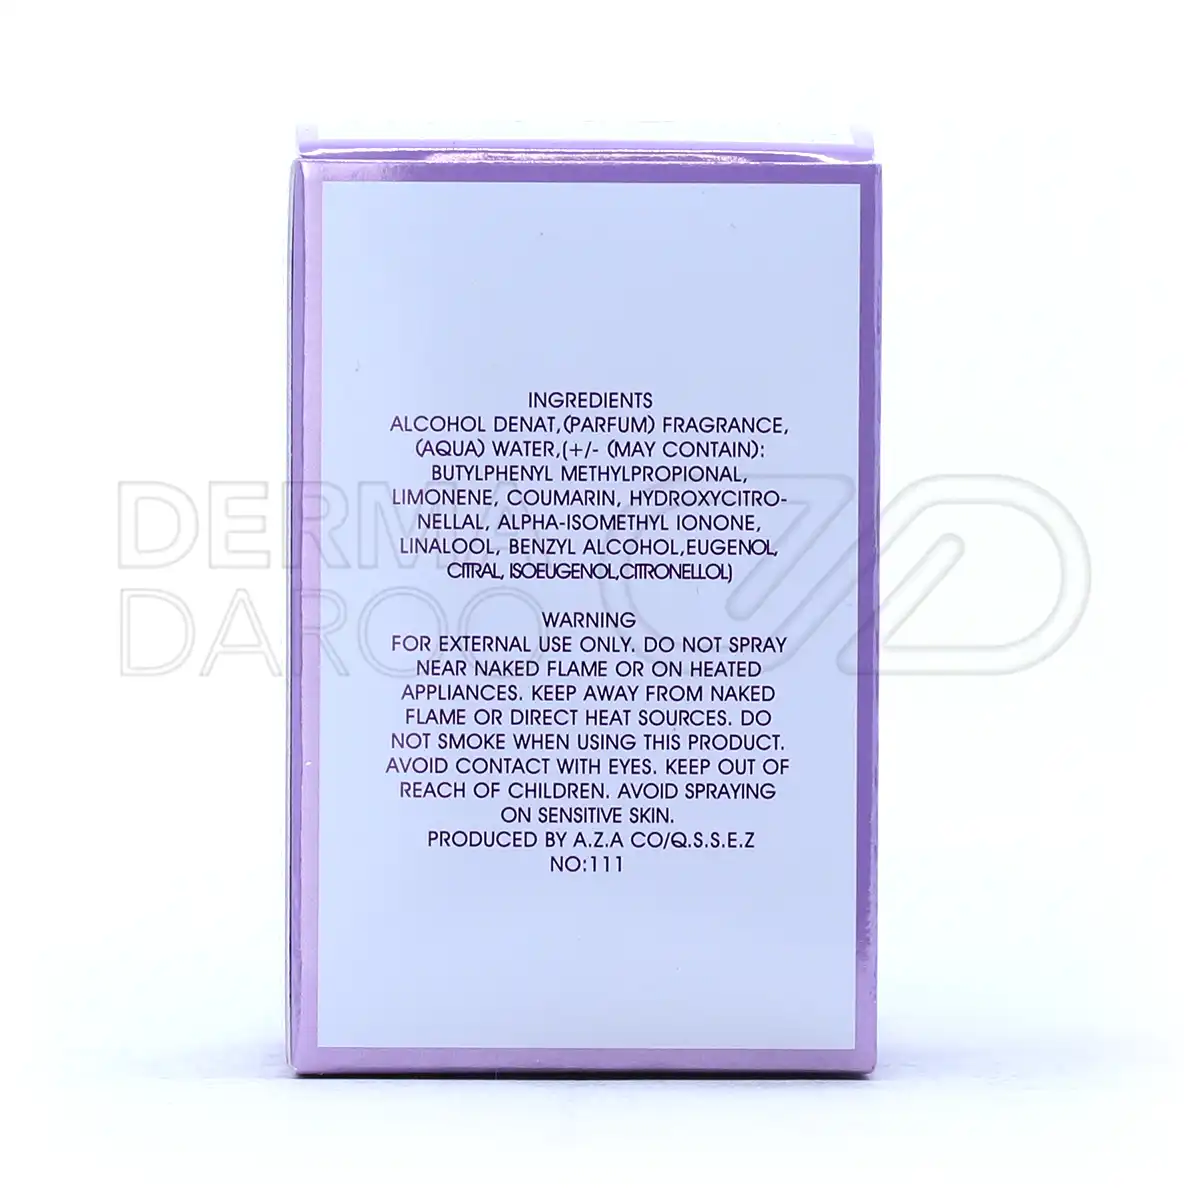 INGREDIENTS
ALCOHOL DENAT,(PARFUM) FRAGRANCE,
(AQUA) WATER,[+/- (MAY CONTAIN):
BUTYLPHENYL METHYLPROPIONAL,
LIMONENE, COUMARIN, HYDROXYCITRO-
NELLAL, ALPHA-ISOMETHYL IONONE,
LINALOOL, BENZYL ALCOHOL,EUGENOL,
CITRAL, ISOEUGENOL,CITRONELLOL]
WARNING
FOR EXTERNAL USE ONLY. DO NOT SPRAY
NEAR NAKED FLAME OR ON HEATED
APPLIANCES. KEEP AWAY FROM NAKED
FLAME OR DIRECT HEAT SOURCES. DO
NOT SMOKE WHEN USING THIS PRODUCT.
AVOID CONTACT WITH EYES. KEEP OUT OF
REACH OF CHILDREN. AVOID SPRAYING
ON SENSITIVE SKIN.
PRODUCED BY A.Z.A CO/Q.S.S.E.Z
NO:111
DERMA
DAROO